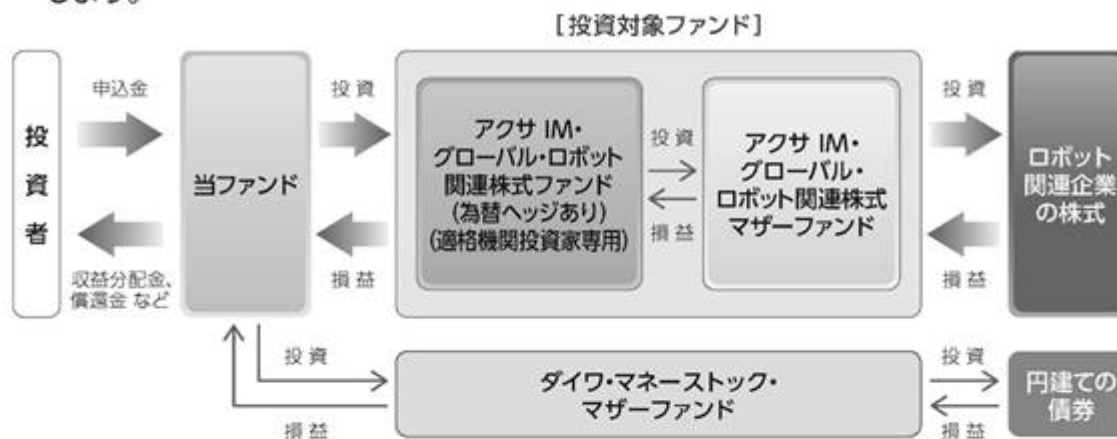 します。
[投資対象ファンド]
投資者
申込金
収益分配金、
償還金 など
当ファンド
投資
損益
アクサ IM・
グローバル・ロボット
関連株式ファンド
(為替ヘッジあり)
(適格機関投資家専用)
投資
損益
アクサ IM・
グローバル・
ロボット関連株式
マザーファンド
投資
損益
ロボット
関連企業
の株式
投資
損益
ダイワ・マネーストック・
マザーファンド
投資
損益
円建ての
債券